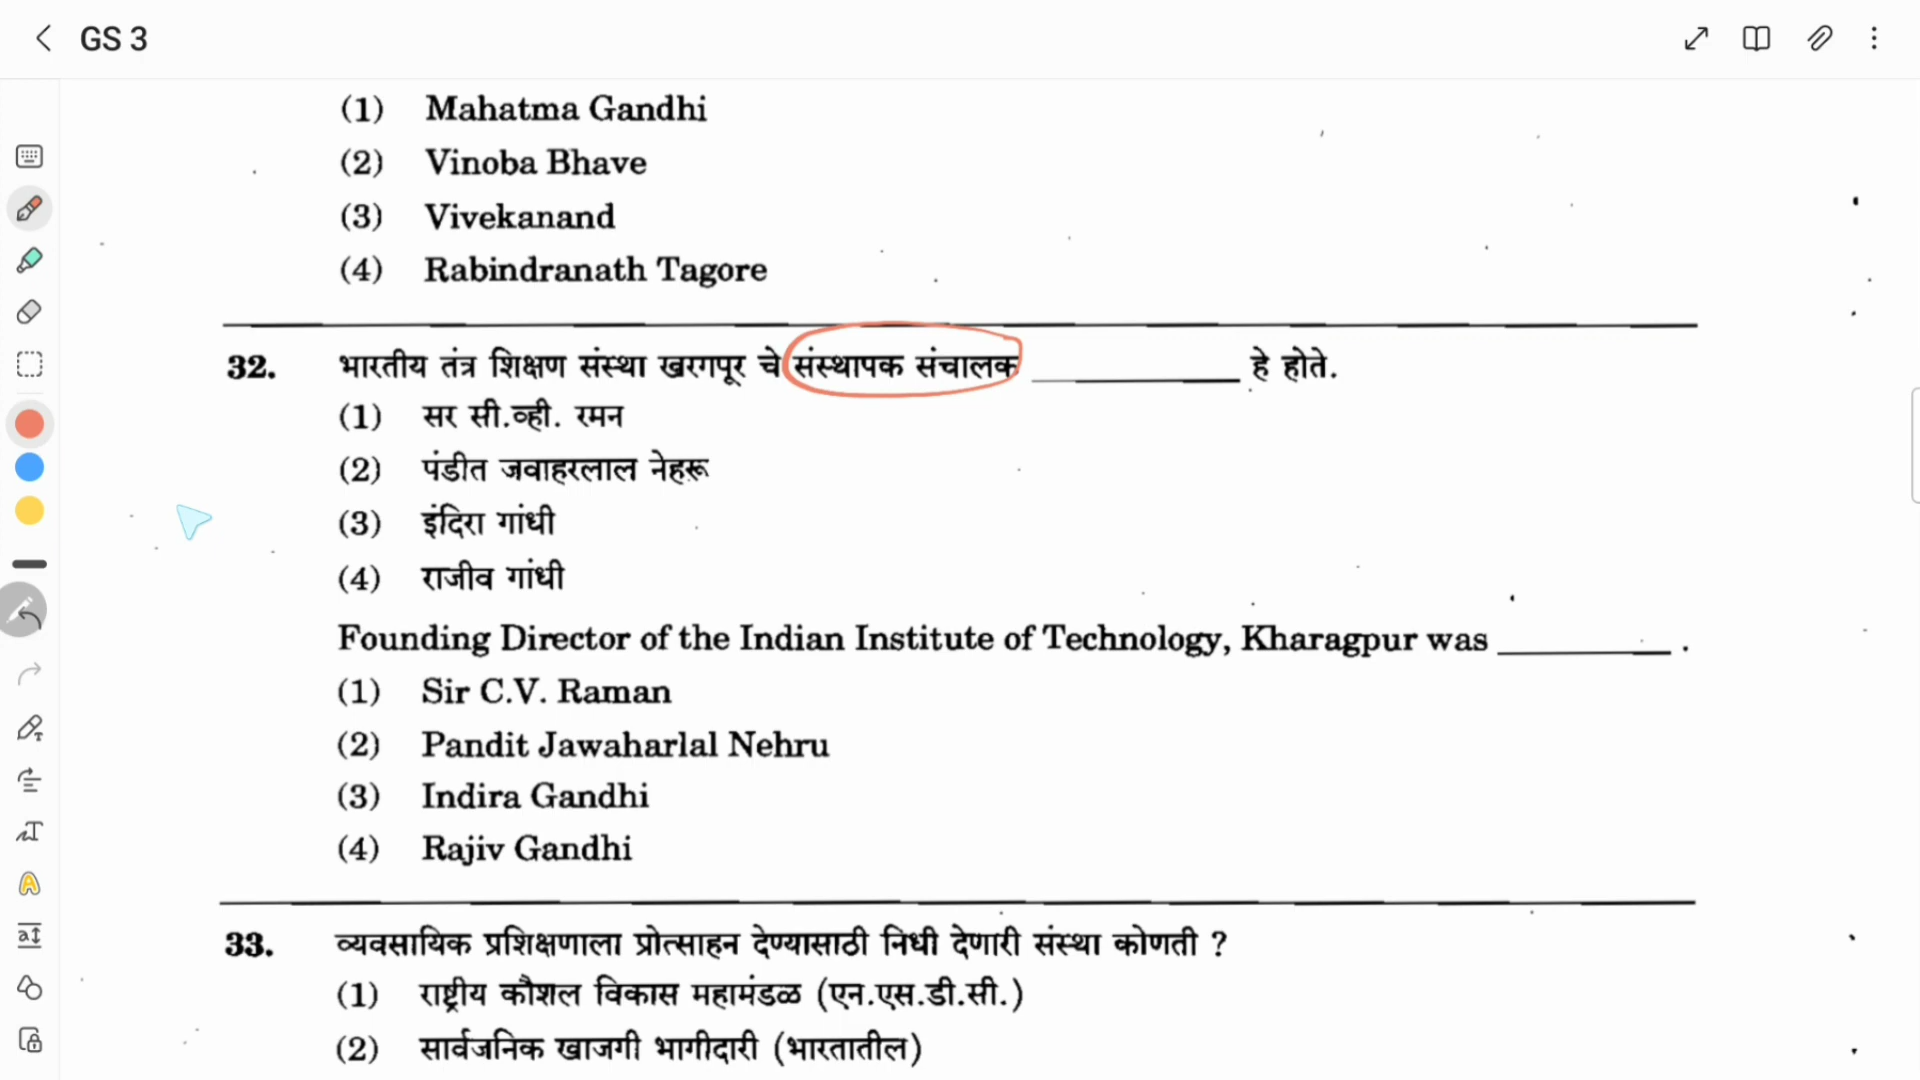 GS 3
(1) Mahatma Gandhi
(2) Vinoba Bhave
(3) Vivekanand
(4) Rabindranath Tagore
32. भारतीय तंत्र शिक्षण संस्था खरगपूर चे संस्थापक संचालक ____________ हे होते.
(1) सर सी.व्ही. रमन
(2) पंडीत जवाहरलाल नेहरू
(3) इंदिरा गांधी
(4) राजीव गांधी
Founding Director of the Indian Institute of Technology, Kharagpur was __________ .
(1) Sir C.V. Raman
(2) Pandit Jawaharlal Nehru
(3) Indira Gandhi
(4) Rajiv Gandhi
33. व्यवसायिक प्रशिक्षणाला प्रोत्साहन देण्यासाठी निधी देणारी संस्था कोणती ?
(1) राष्ट्रीय कौशल विकास महामंडळ (एन.एस.डी.सी.)
(2) सार्वजनिक खाजगी भागीदारी (भारतातील)